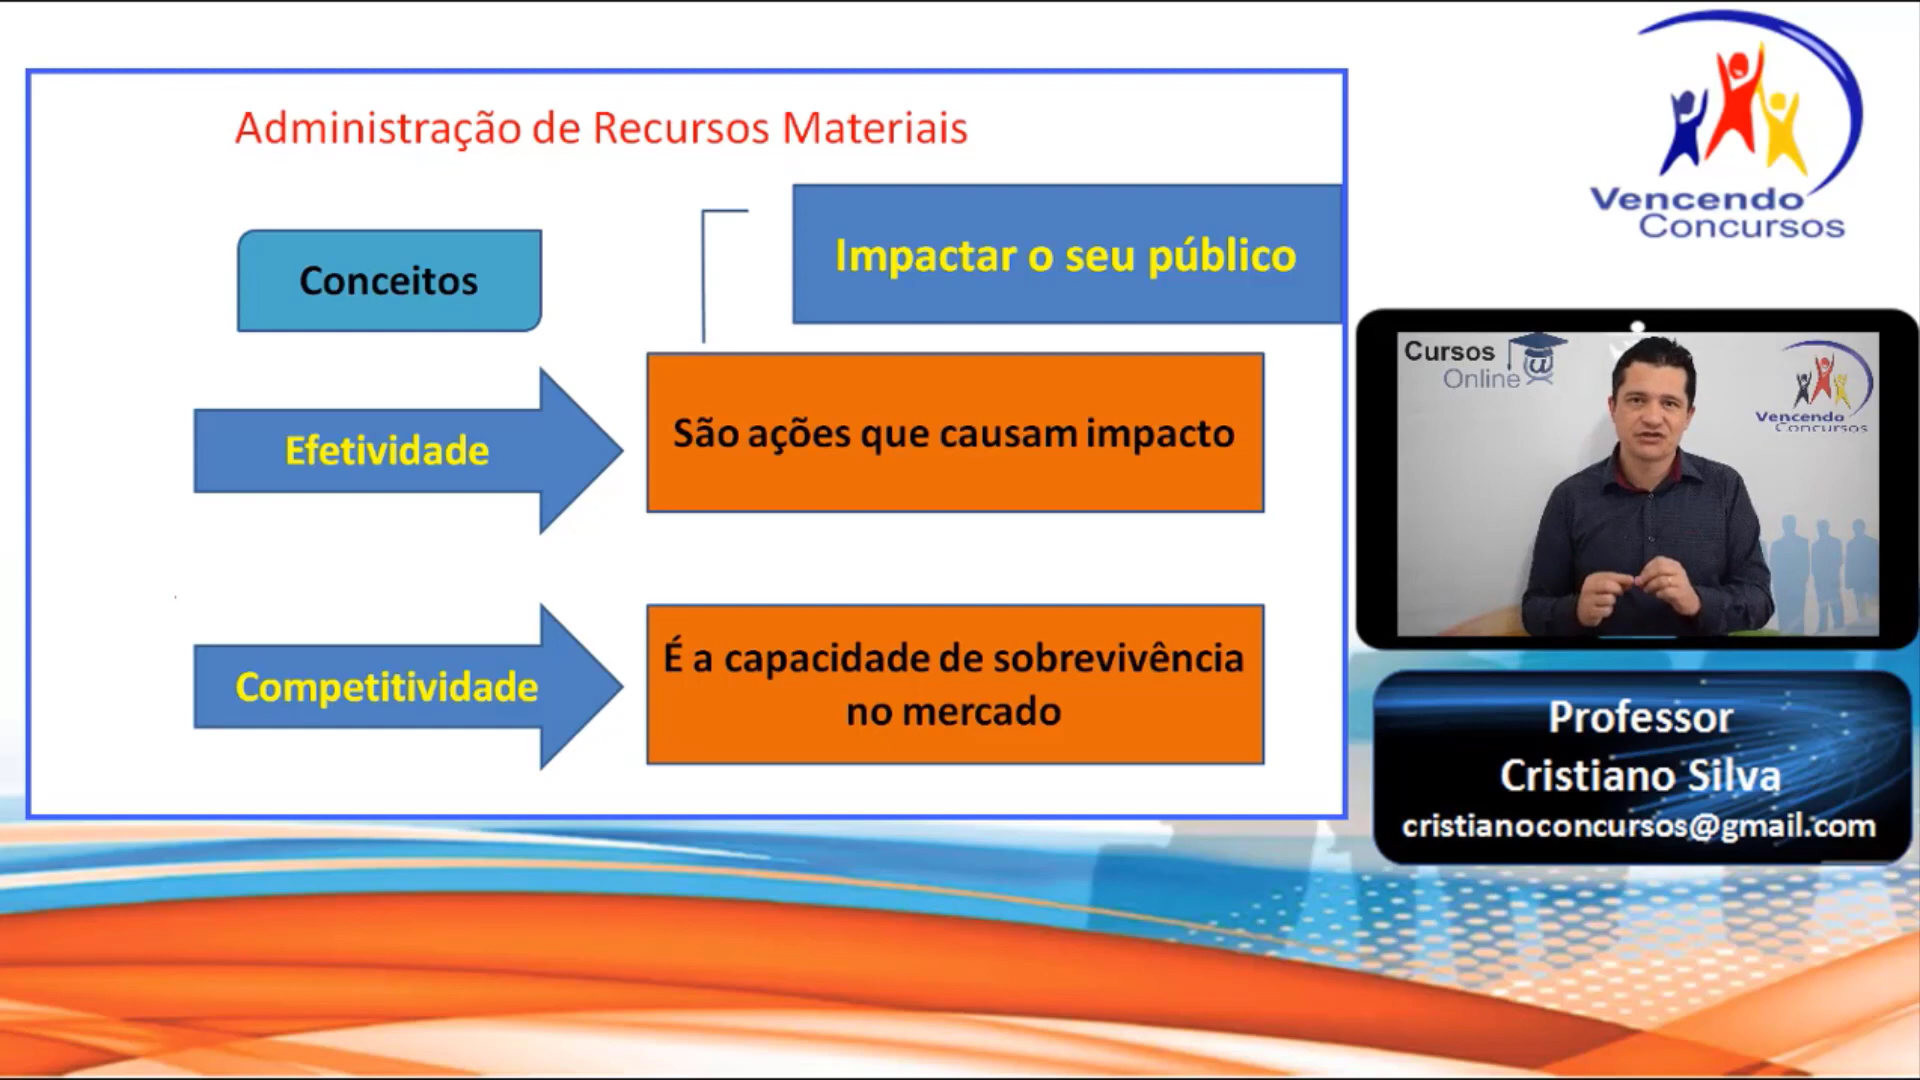 Administração de Recursos Materiais
Conceitos
Impactar o seu público
Efetividade
São ações que causam impacto
Competitividade
É a capacidade de sobrevivência
no mercado
Vencendo
Concursos
Cursos
Online
Vencendo
Concursos
Professor
Cristiano Silva
cristianoconcursos@gmail.com